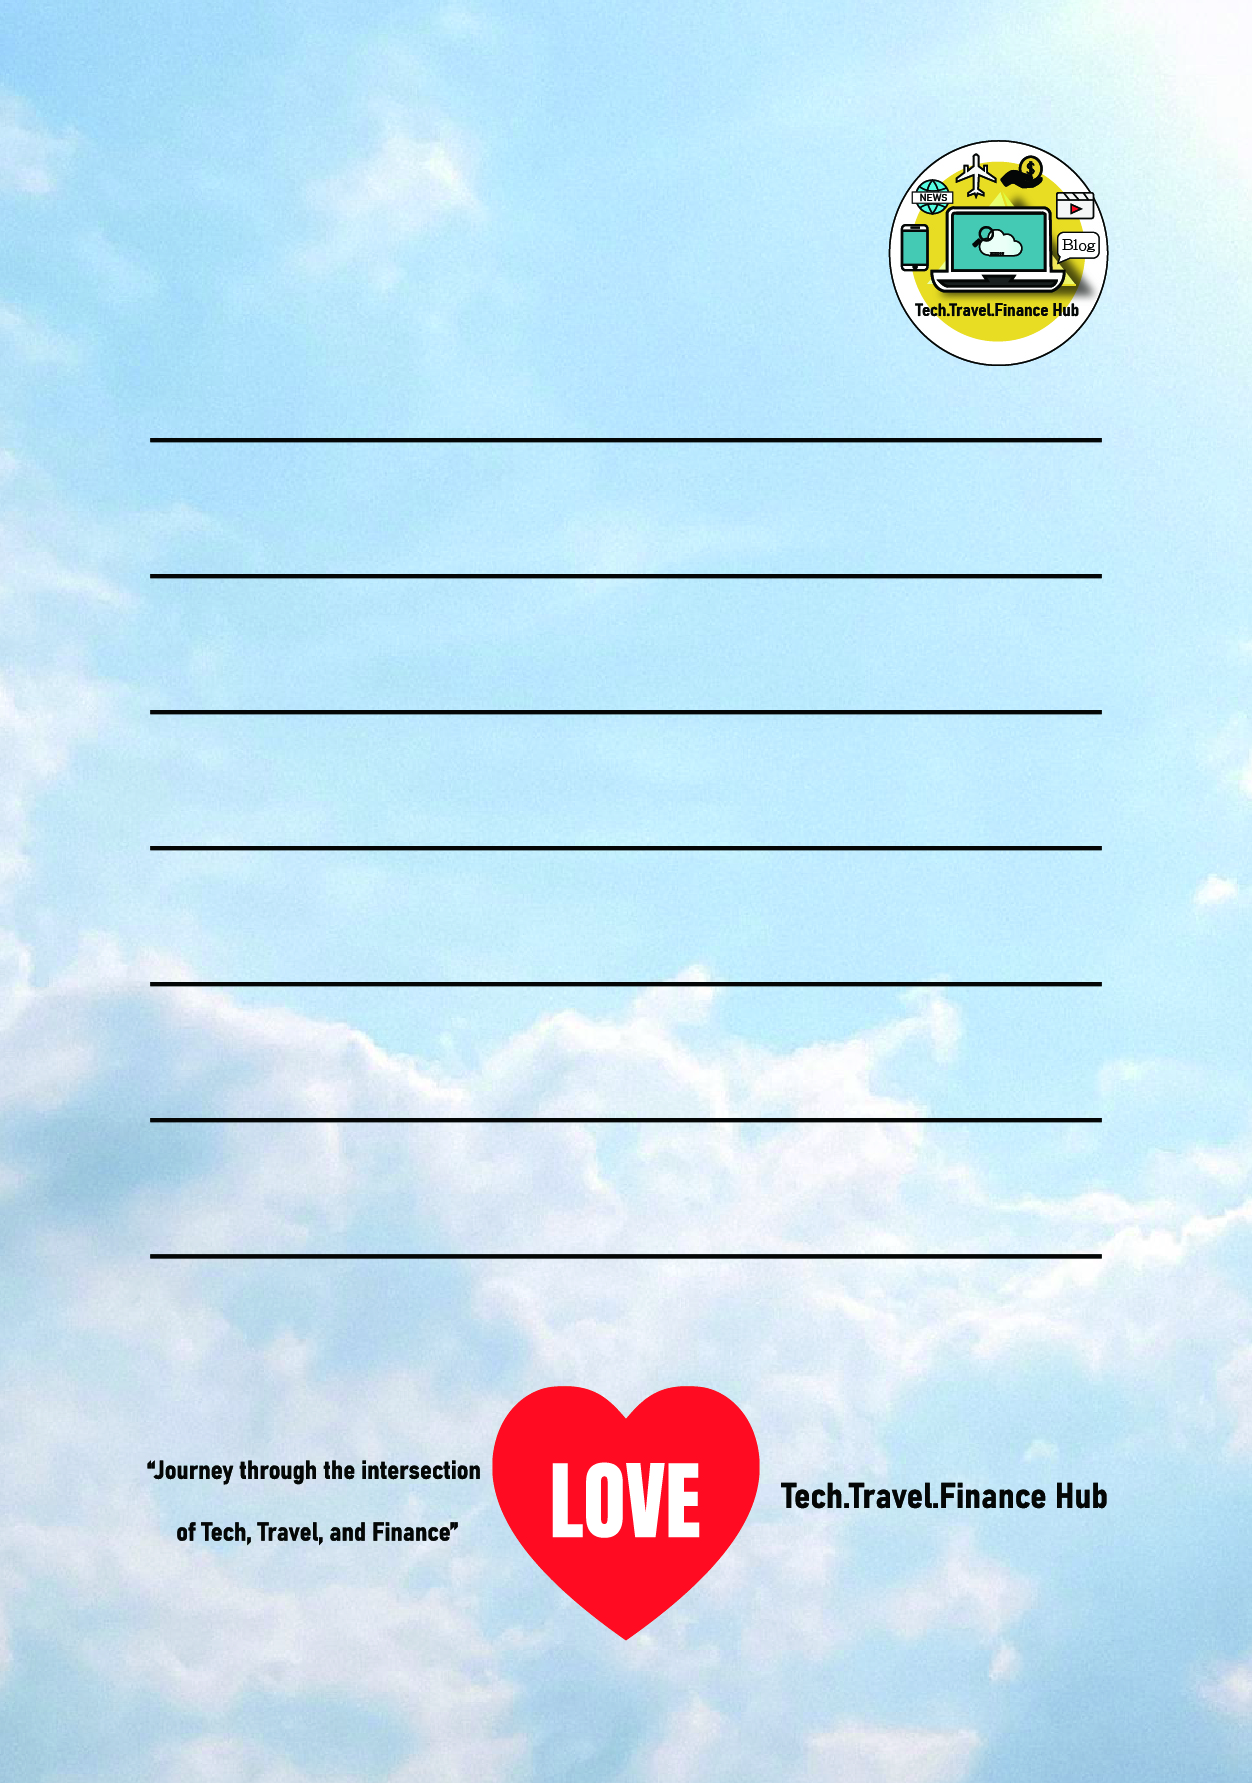 NEWS
$
Blog
Tech.Travel.Finance Hub
“Journey through the intersection
of Tech, Travel, and Finance”
LOVE
Tech.Travel.Finance Hub